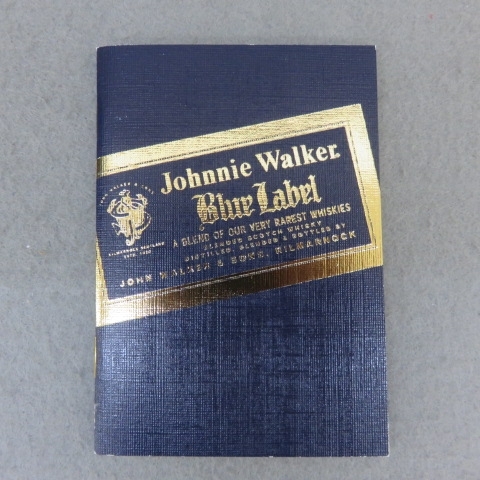 Johnnie Walker.
Blue Label
A BLEND OF OUR VERY RAREST WHISKIES
BLENDED SCOTCH WHISKY
DISTILLED, BLENDED & BOTTLED BY
JOHN WALKER & SONS, KILMARNOCK